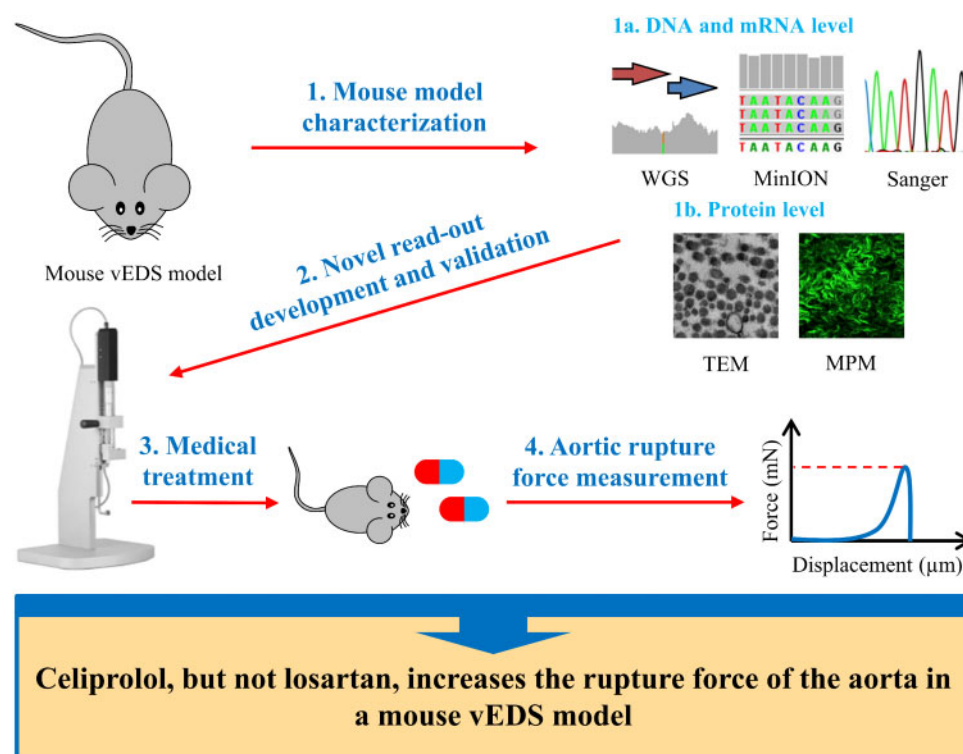 1a. DNA and mRNA level
1. Mouse model
characterization
TAATACAAG
TAATACAAG
TAATACAAG
TAATACAAG
WGS
MinION
Sanger
1b. Protein level
Mouse vEDS model
2. Novel read-out
development and validation
TEM
MPM
3. Medical
treatment
4. Aortic rupture
force measurement
Force (mN)
Displacement (µm)
Celiprolol, but not losartan, increases the rupture force of the aorta in
a mouse vEDS model